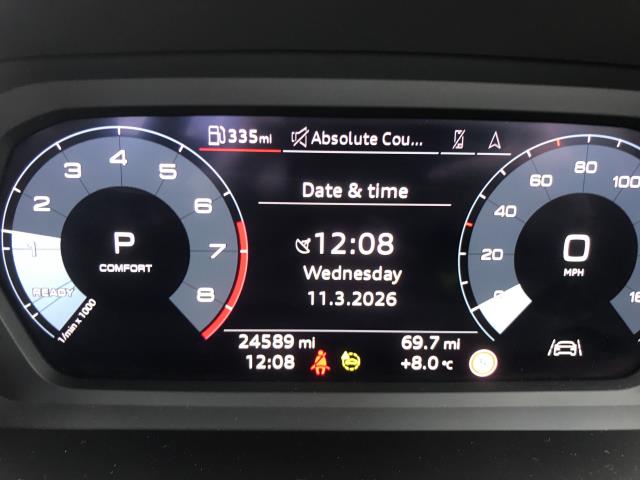 335mi Absolute Cou...
Date & time
12:08
Wednesday
11.3.2026
1 2 3 4 5 6 7 8
P
COMFORT
READY
1/min x 1000
20 40 60 80 100
0
MPH
24589 mi 69.7 mi
12:08 +8.0 °C